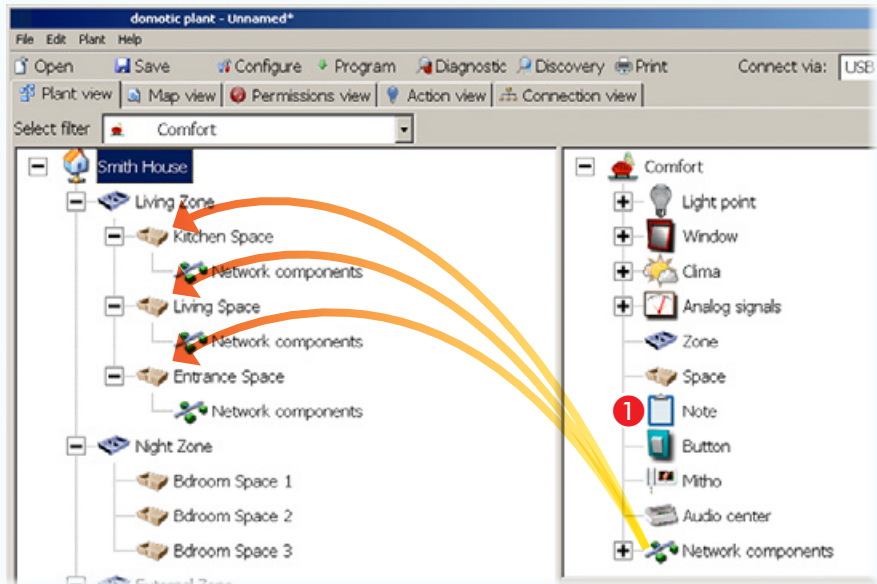 domotic plant - Unnamed*
File Edit Plant Help
Open Save Configure Program Diagnostic Discovery Print Connect via: USB
Plant view Map view Permissions view Action view Connection view
Select filter Comfort
Smith House
Living Zone
Kitchen Space
Network components
Living Space
Network components
Entrance Space
Network components
Night Zone
Bdroom Space 1
Bdroom Space 2
Bdroom Space 3
External Zone
Comfort
Light point
Window
Clima
Analog signals
Zone
Space
1 Note
Button
Mitho
Audio center
Network components